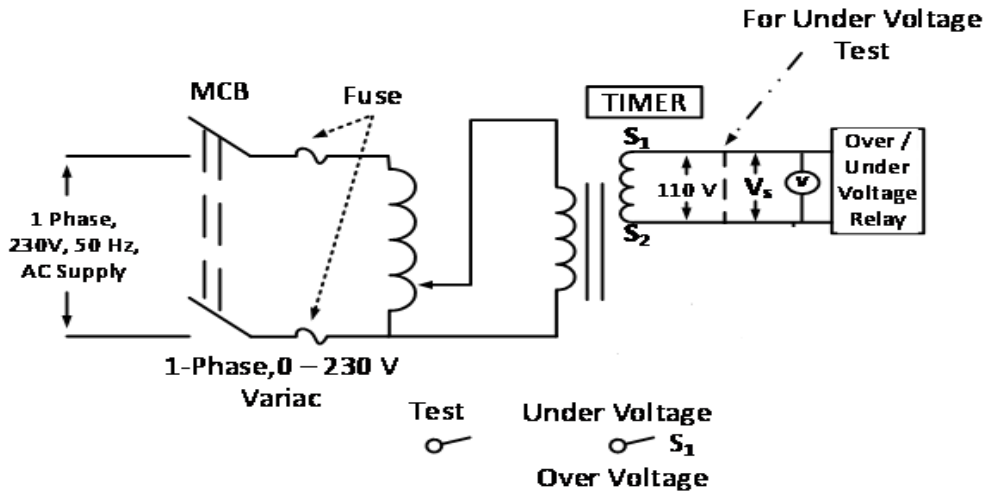 For Under Voltage
Test
MCB
Fuse
TIMER
S₁
Over /
Under
Voltage
Relay
110 V
Vₛ
V
S₂
1 Phase,
230V, 50 Hz,
AC Supply
1-Phase,0 – 230 V
Variac
Test
Under Voltage
S₁
Over Voltage